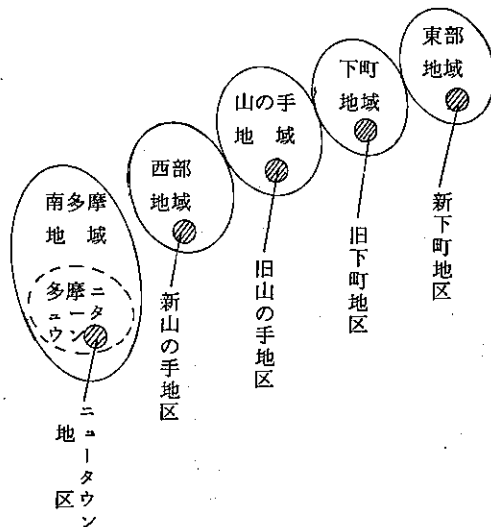 東部
地域
下町
地域
山の手
地域
西部
地域
南多摩
地域
多摩ニュータウン
新下町地区
旧下町地区
旧山の手地区
新山の手地区
ニュータウン
地区